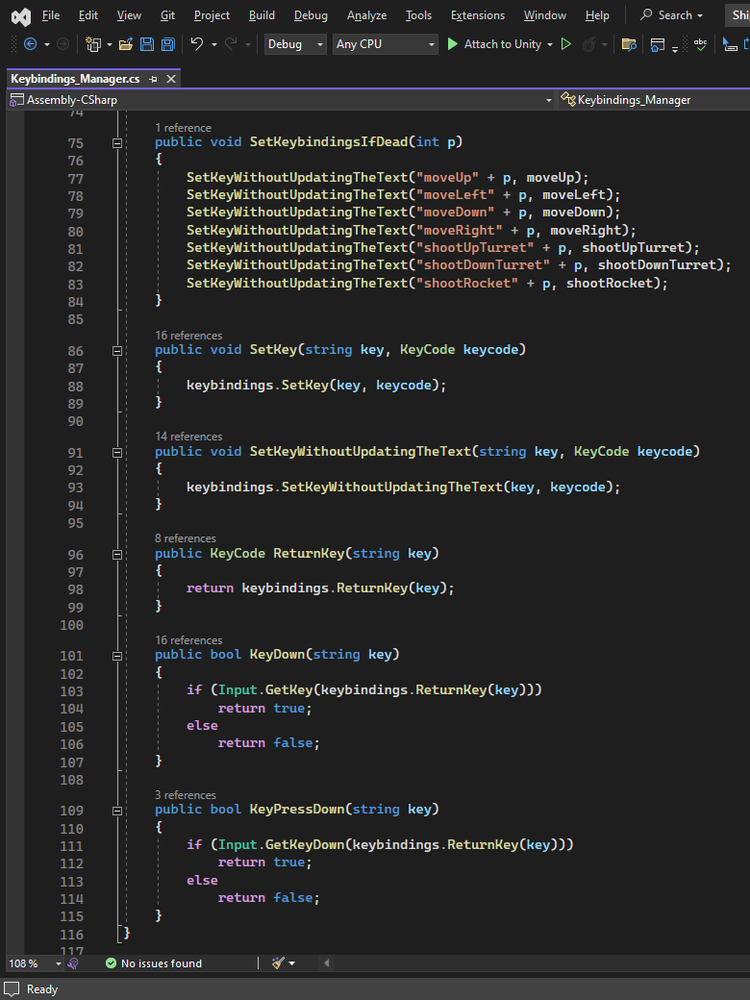 File Edit View Git Project Build Debug Analyze Tools Extensions Window Help Search Shi
Debug Any CPU Attach to Unity abc
Keybindings_Manager.cs
Assembly-CSharp Keybindings_Manager
74
1 reference
75 public void SetKeybindingsIfDead(int p)
76 {
77 SetKeyWithoutUpdatingTheText("moveUp" + p, moveUp);
78 SetKeyWithoutUpdatingTheText("moveLeft" + p, moveLeft);
79 SetKeyWithoutUpdatingTheText("moveDown" + p, moveDown);
80 SetKeyWithoutUpdatingTheText("moveRight" + p, moveRight);
81 SetKeyWithoutUpdatingTheText("shootUpTurret" + p, shootUpTurret);
82 SetKeyWithoutUpdatingTheText("shootDownTurret" + p, shootDownTurret);
83 SetKeyWithoutUpdatingTheText("shootRocket" + p, shootRocket);
84 }
85
16 references
86 public void SetKey(string key, KeyCode keycode)
87 {
88 keybindings.SetKey(key, keycode);
89 }
90
14 references
91 public void SetKeyWithoutUpdatingTheText(string key, KeyCode keycode)
92 {
93 keybindings.SetKeyWithoutUpdatingTheText(key, keycode);
94 }
95
8 references
96 public KeyCode ReturnKey(string key)
97 {
98 return keybindings.ReturnKey(key);
99 }
100
16 references
101 public bool KeyDown(string key)
102 {
103 if (Input.GetKey(keybindings.ReturnKey(key)))
104 return true;
105 else
106 return false;
107 }
108
3 references
109 public bool KeyPressDown(string key)
110 {
111 if (Input.GetKeyDown(keybindings.ReturnKey(key)))
112 return true;
113 else
114 return false;
115 }
116 }
117
108 % No issues found
Ready